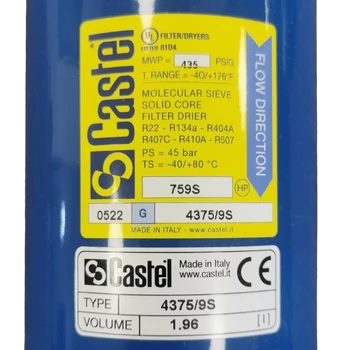 Castel
UL FILTER/DRYERS
LISTED 81D4
MWP = 435 PSIG
T. RANGE = -40/+176°F
MOLECULAR SIEVE
SOLID CORE
FILTER DRIER
R22 - R134a - R404A
R407C - R410A - R507
PS = 45 bar
TS = -40/+80 °C
FLOW DIRECTION
759S
HP
0522 G 4375/9S
MADE IN ITALY - WWW.CASTEL.IT
Castel
Made in Italy
www.castel.it
CE
TYPE 4375/9S
VOLUME 1.96 [l]